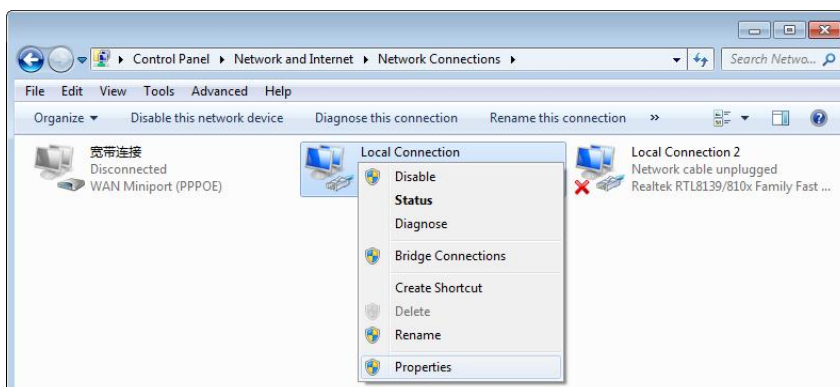 Control Panel ▸ Network and Internet ▸ Network Connections ▸
Search Netwo...
File Edit View Tools Advanced Help
Organize Disable this network device Diagnose this connection Rename this connection »
宽带连接
Disconnected
WAN Miniport (PPPOE)
Local Connection
Disable
Status
Diagnose
Bridge Connections
Create Shortcut
Delete
Rename
Properties
Local Connection 2
Network cable unplugged
Realtek RTL8139/810x Family Fast ...